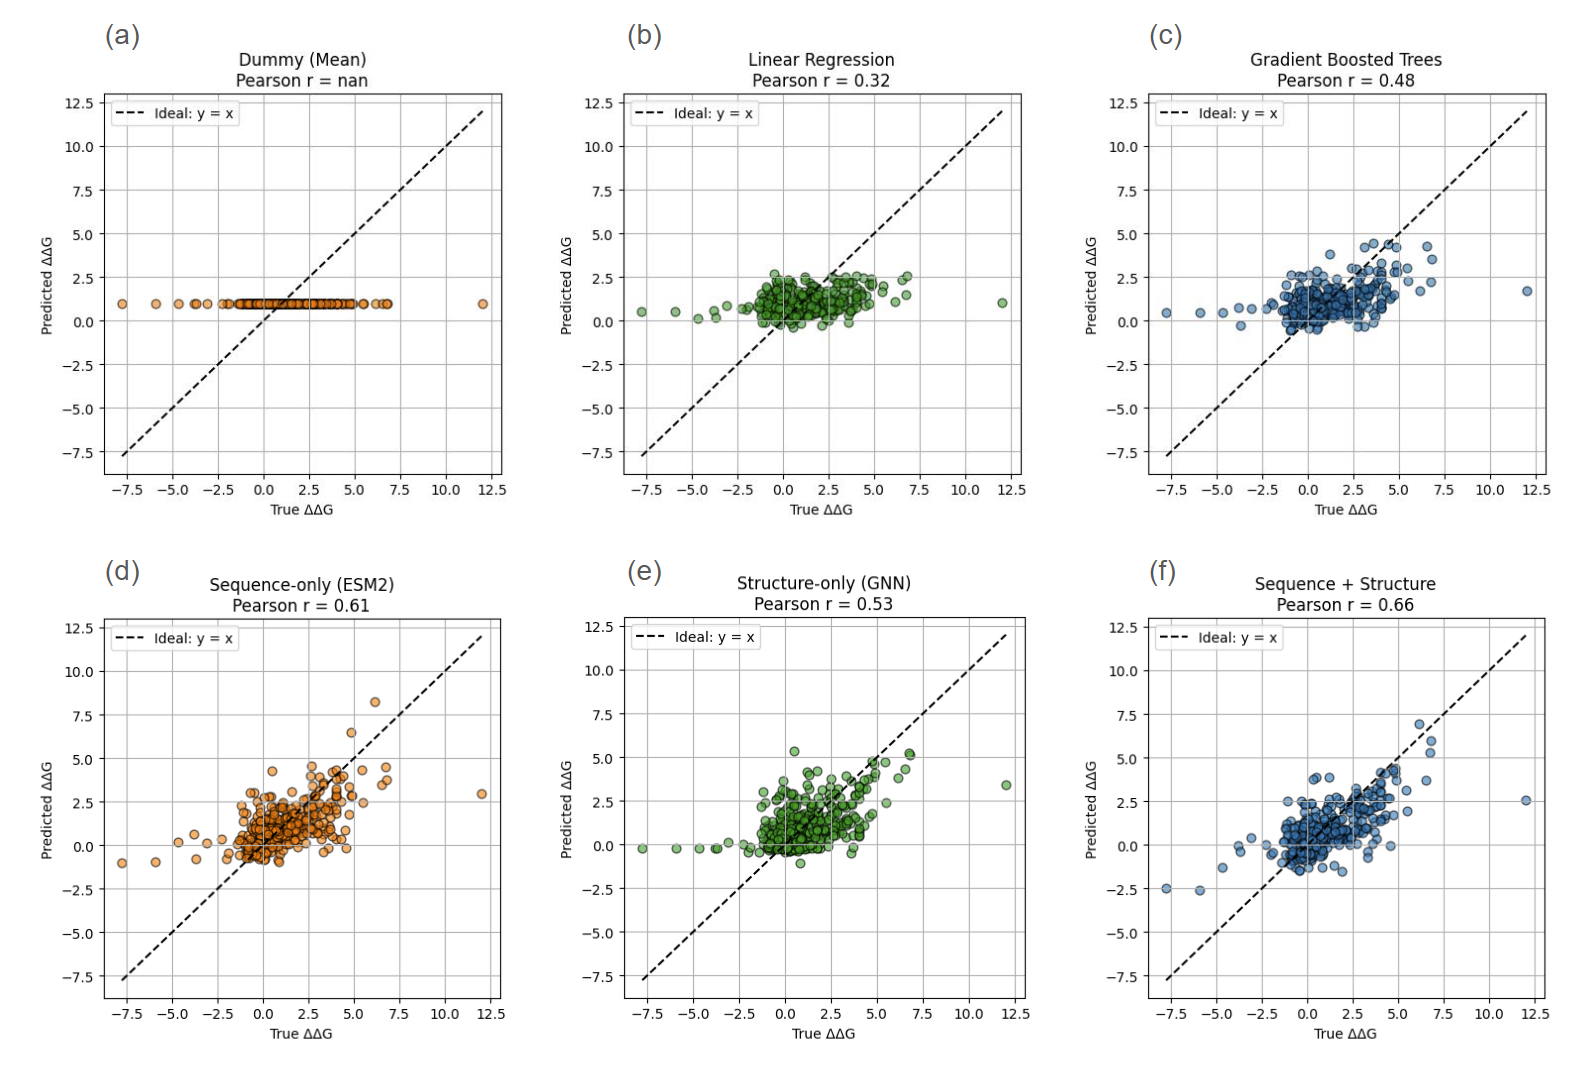 (a)
Dummy (Mean)
Pearson r = nan
Ideal: y = x
12.5
10.0
7.5
5.0
2.5
0.0
−2.5
−5.0
−7.5
Predicted ΔΔG
−7.5 −5.0 −2.5 0.0 2.5 5.0 7.5 10.0 12.5
True ΔΔG
(b)
Linear Regression
Pearson r = 0.32
Ideal: y = x
12.5
10.0
7.5
5.0
2.5
0.0
−2.5
−5.0
−7.5
Predicted ΔΔG
−7.5 −5.0 −2.5 0.0 2.5 5.0 7.5 10.0 12.5
True ΔΔG
(c)
Gradient Boosted Trees
Pearson r = 0.48
Ideal: y = x
12.5
10.0
7.5
5.0
2.5
0.0
−2.5
−5.0
−7.5
Predicted ΔΔG
−7.5 −5.0 −2.5 0.0 2.5 5.0 7.5 10.0 12.5
True ΔΔG
(d)
Sequence-only (ESM2)
Pearson r = 0.61
Ideal: y = x
12.5
10.0
7.5
5.0
2.5
0.0
−2.5
−5.0
−7.5
Predicted ΔΔG
−7.5 −5.0 −2.5 0.0 2.5 5.0 7.5 10.0 12.5
True ΔΔG
(e)
Structure-only (GNN)
Pearson r = 0.53
Ideal: y = x
12.5
10.0
7.5
5.0
2.5
0.0
−2.5
−5.0
−7.5
Predicted ΔΔG
−7.5 −5.0 −2.5 0.0 2.5 5.0 7.5 10.0 12.5
True ΔΔG
(f)
Sequence + Structure
Pearson r = 0.66
Ideal: y = x
12.5
10.0
7.5
5.0
2.5
0.0
−2.5
−5.0
−7.5
Predicted ΔΔG
−7.5 −5.0 −2.5 0.0 2.5 5.0 7.5 10.0 12.5
True ΔΔG